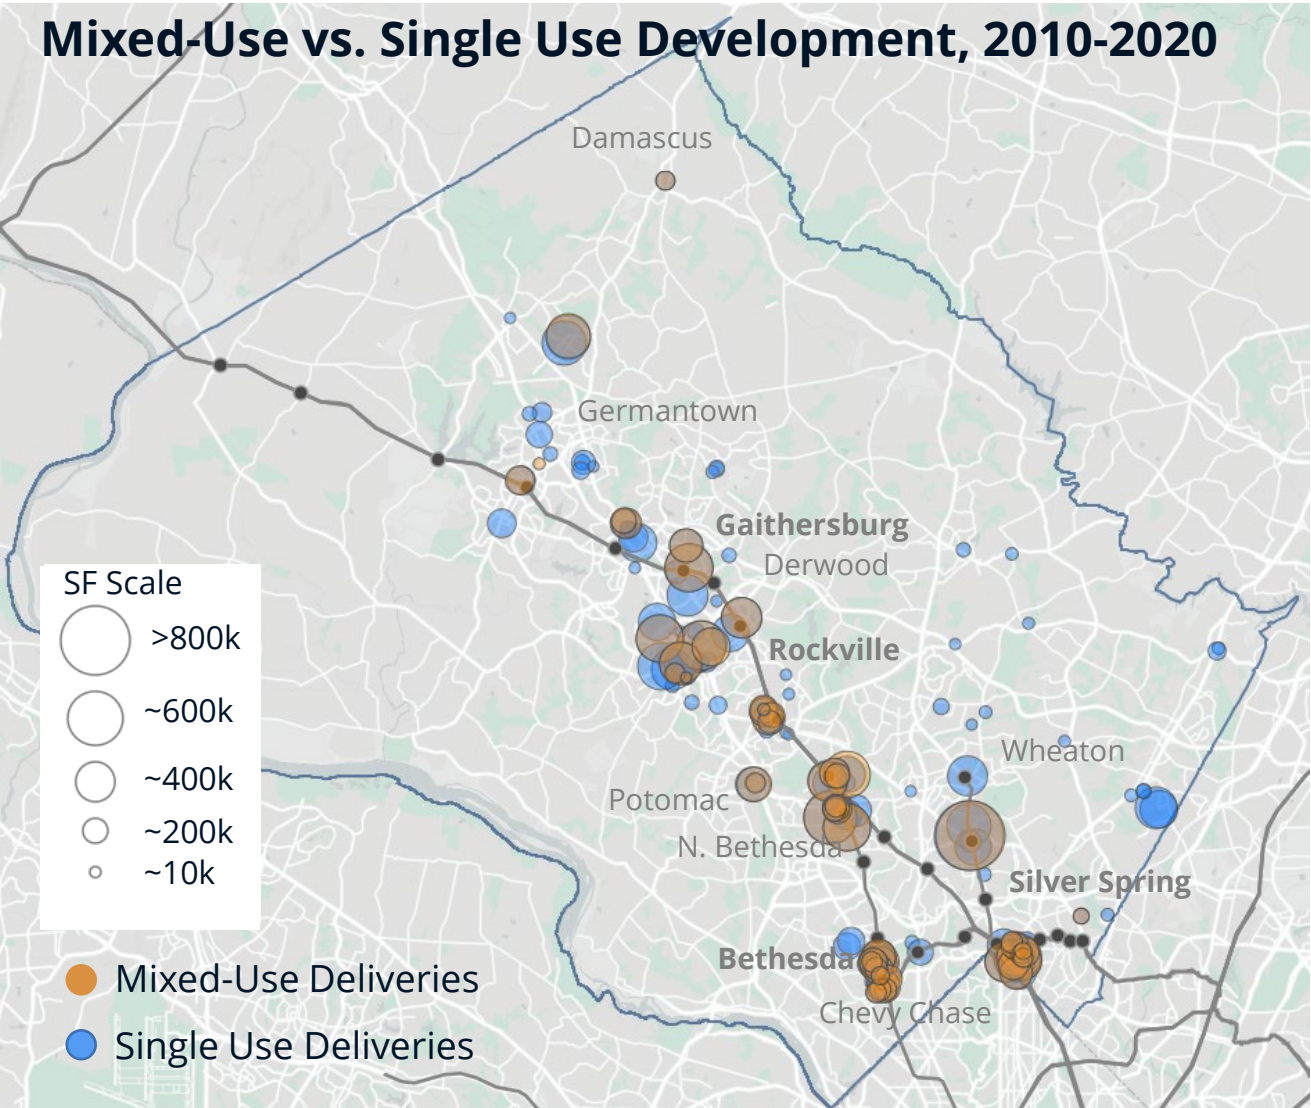 Mixed-Use vs. Single Use Development, 2010-2020
Damascus
Germantown
Gaithersburg
Derwood
SF Scale
>800k
~600k
~400k
~200k
~10k
Rockville
Wheaton
Potomac
N. Bethesda
Silver Spring
Bethesda
Chevy Chase
Mixed-Use Deliveries
Single Use Deliveries